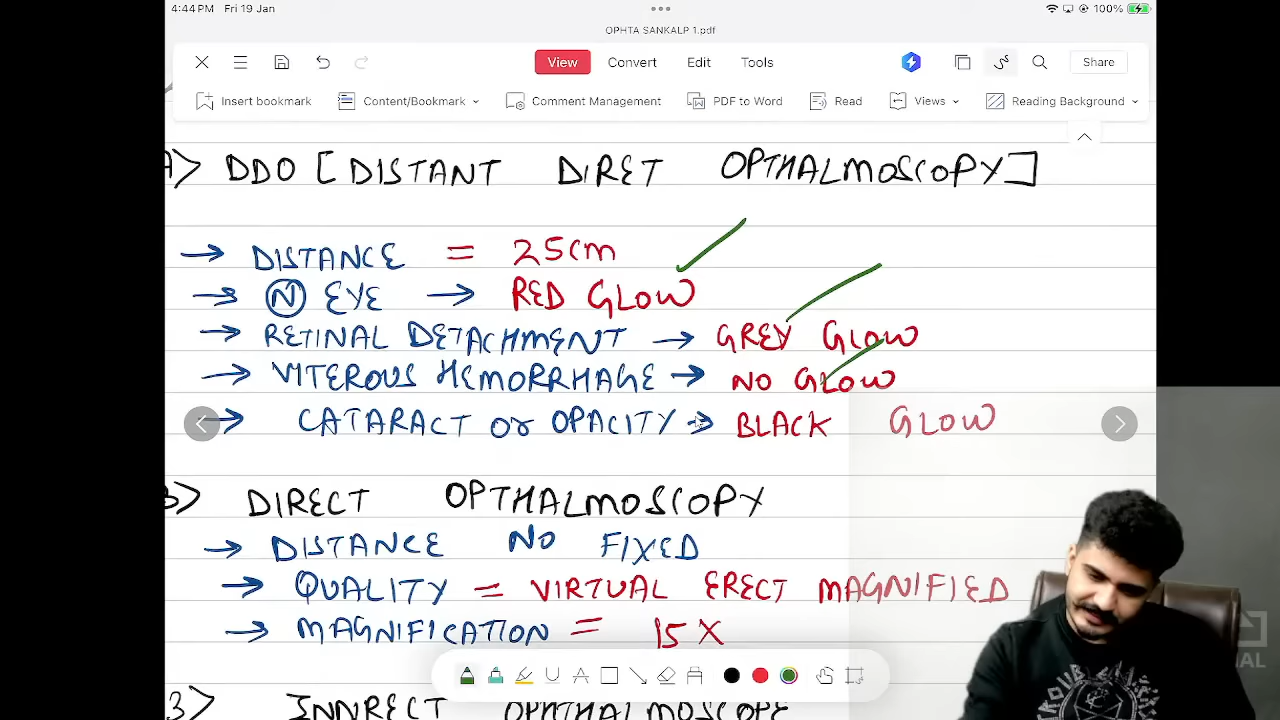 4:44 PM Fri 19 Jan
100%
OPHTA SANKALP 1.pdf
View Convert Edit Tools Share
Insert bookmark Content/Bookmark Comment Management PDF to Word Read Views Reading Background
A> DDO [DISTANT DIRET OPTHALMOSCOPY]
→ DISTANCE = 25cm
→ Ⓝ EYE → RED GLOW
→ RETINAL DETACHMENT → GREY GLOW
→ VITEROUS HEMORRHAGE → NO GLOW
→ CATARACT or OPACITY → BLACK GLOW
B> DIRECT OPTHALMOSCOPY
→ DISTANCE NO FIXED
→ QUALITY = VIRTUAL ERECT MAGNIFIED
→ MAGNIFICATION = 15 X
3> INDRECT OPHTHALMOSCOPE